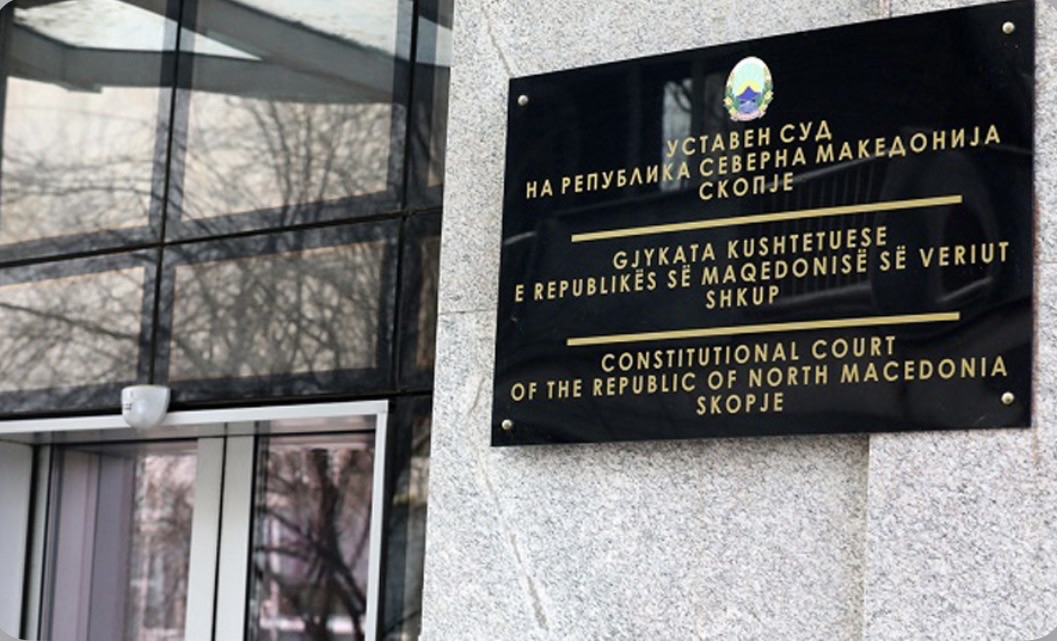 УСТАВЕН СУД
НА РЕПУБЛИКА СЕВЕРНА МАКЕДОНИЈА
СКОПЈЕ
GJYKATA KUSHTETUESE
E REPUBLIKËS SË MAQEDONISË SË VERIUT
SHKUP
CONSTITUTIONAL COURT
OF THE REPUBLIC OF NORTH MACEDONIA
SKOPJE